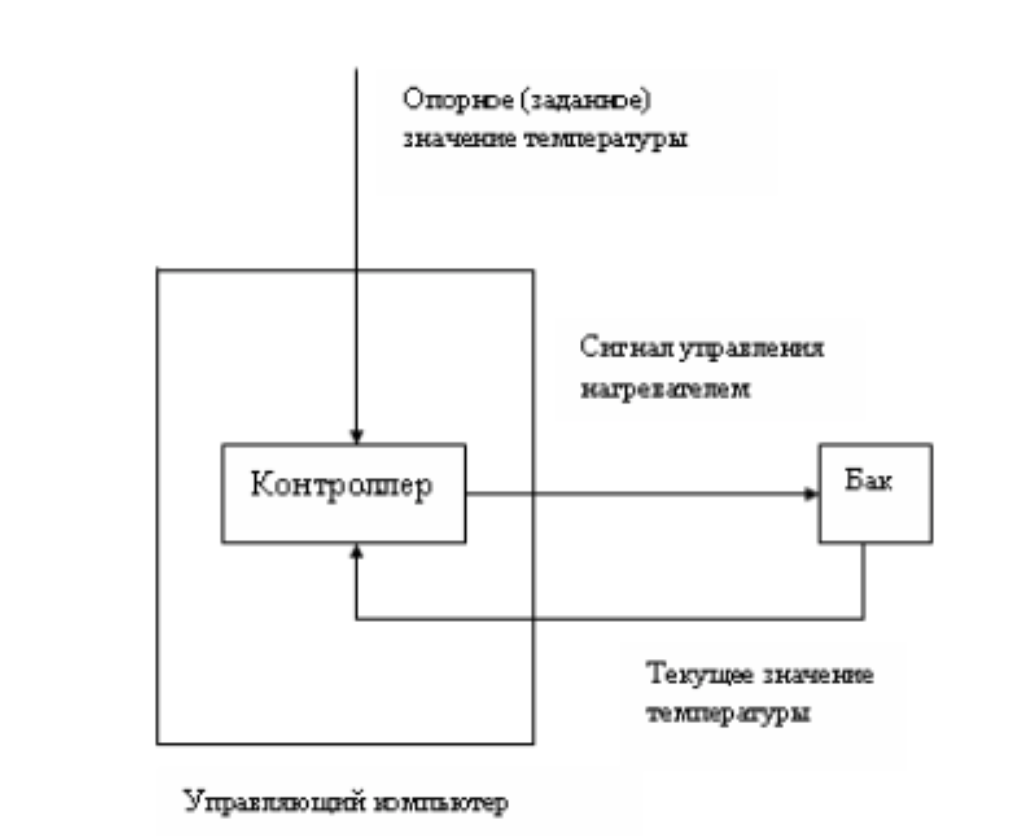 Опорное (заданное)
значение температуры
Сигнал управления
нагревателем
Контроллер
Бак
Текущее значение
температуры
Управляющий компьютер